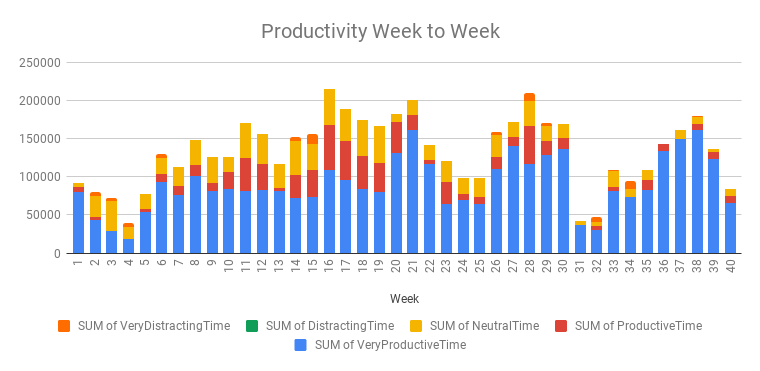 Productivity Week to Week
250000
200000
150000
100000
50000
0
1 2 3 4 5 6 7 8 9 10 11 12 13 14 15 16 17 18 19 20 21 22 23 24 25 26 27 28 29 30 31 32 33 34 35 36 37 38 39 40
Week
SUM of VeryDistractingTime SUM of DistractingTime SUM of NeutralTime SUM of ProductiveTime
SUM of VeryProductiveTime